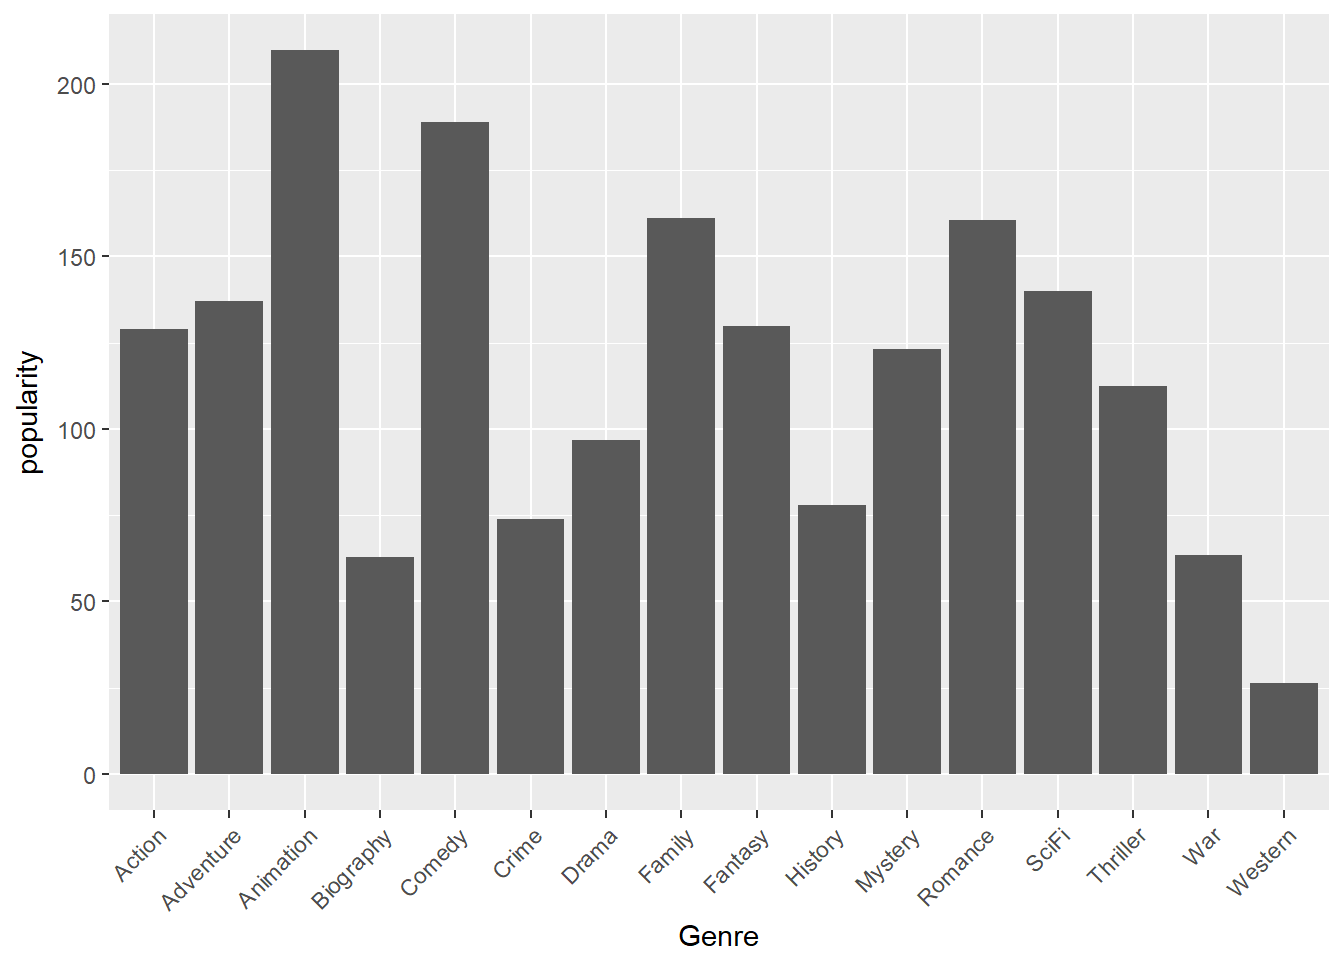 popularity
200
150
100
50
0
Action
Adventure
Animation
Biography
Comedy
Crime
Drama
Family
Fantasy
History
Mystery
Romance
SciFi
Thriller
War
Western
Genre